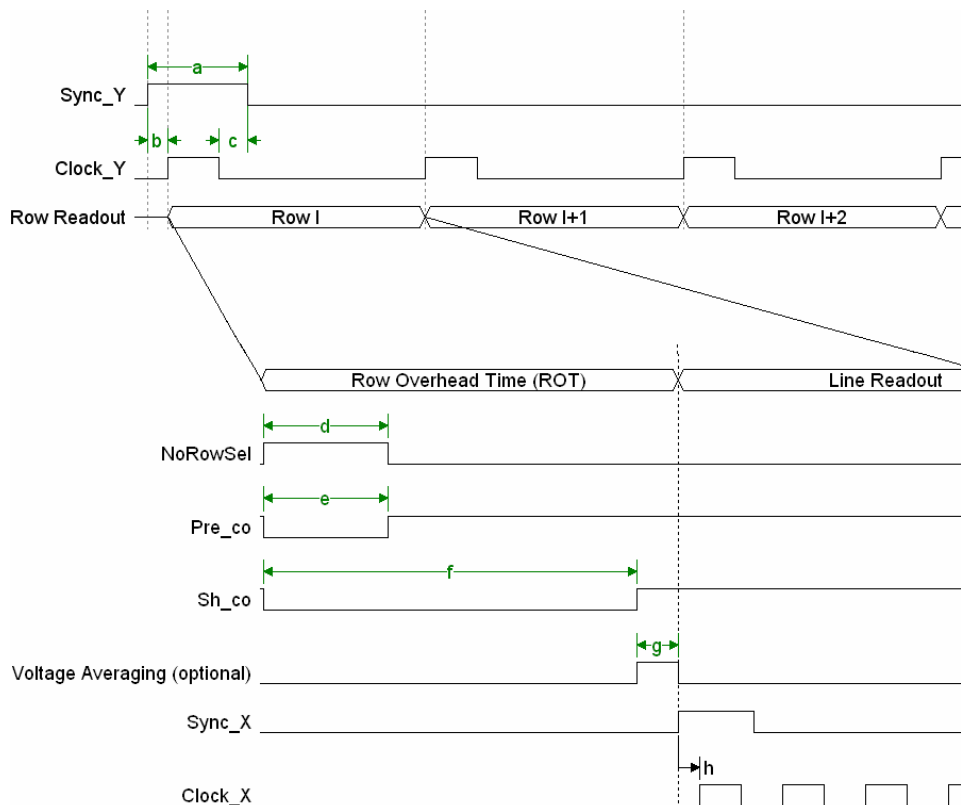 a
Sync_Y
b
c
Clock_Y
Row Readout
Row I
Row I+1
Row I+2
Row Overhead Time (ROT)
Line Readout
d
NoRowSel
e
Pre_co
f
Sh_co
g
Voltage Averaging (optional)
Sync_X
h
Clock_X